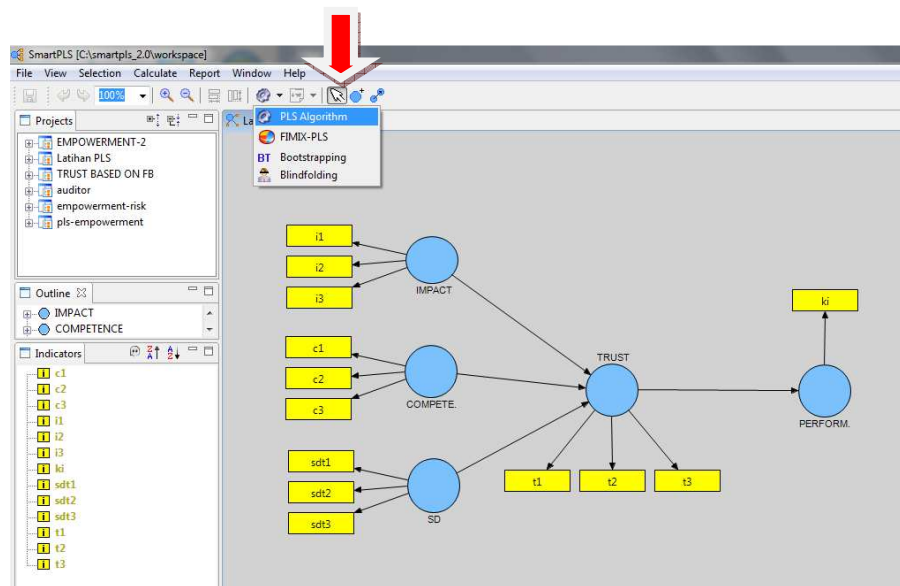 SmartPLS [C:\smartpls_2.0\workspace]
File View Selection Calculate Report Window Help
100%
Projects
EMPOWERMENT-2
Latihan PLS
TRUST BASED ON FB
auditor
empowerment-risk
pls-empowerment
La
PLS Algorithm
FIMIX-PLS
BT Bootstrapping
Blindfolding
Outline
IMPACT
COMPETENCE
Indicators
c1
c2
c3
i1
i2
i3
ki
sdt1
sdt2
sdt3
t1
t2
t3
i1
i2
i3
IMPACT
c1
c2
c3
COMPETE.
sdt1
sdt2
sdt3
SD
TRUST
t1
t2
t3
ki
PERFORM.